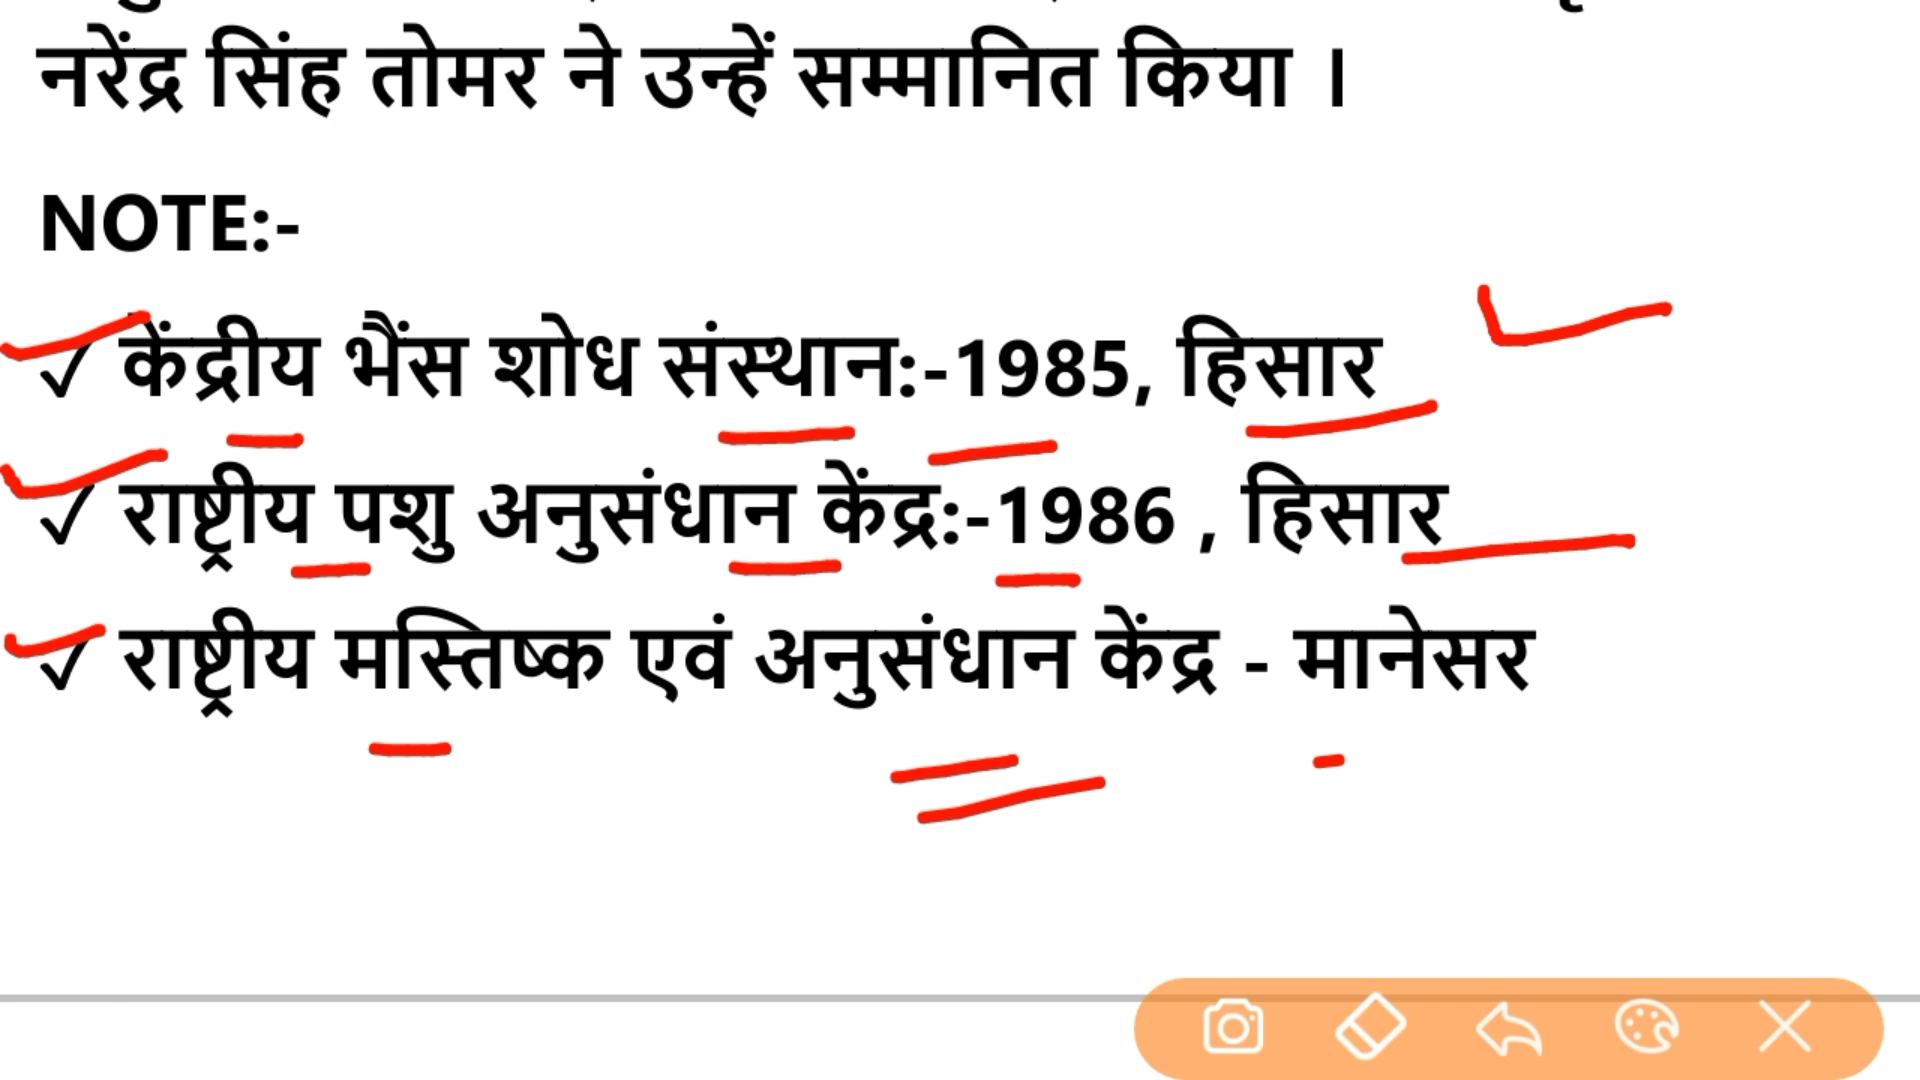 नरेंद्र सिंह तोमर ने उन्हें सम्मानित किया ।
NOTE:-
✓ केंद्रीय भैंस शोध संस्थान:-1985, हिसार
✓ राष्ट्रीय पशु अनुसंधान केंद्र:-1986 , हिसार
✓ राष्ट्रीय मस्तिष्क एवं अनुसंधान केंद्र - मानेसर